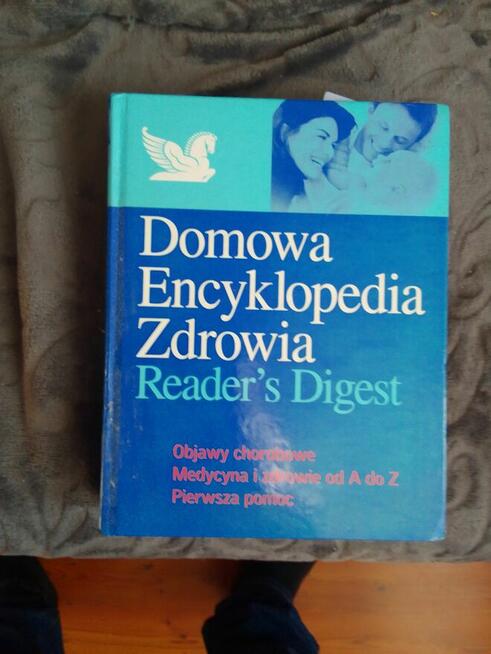 Domowa
Encyklopedia
Zdrowia
Reader's Digest
Objawy chorobowe
Medycyna i zdrowie od A do Z
Pierwsza pomoc